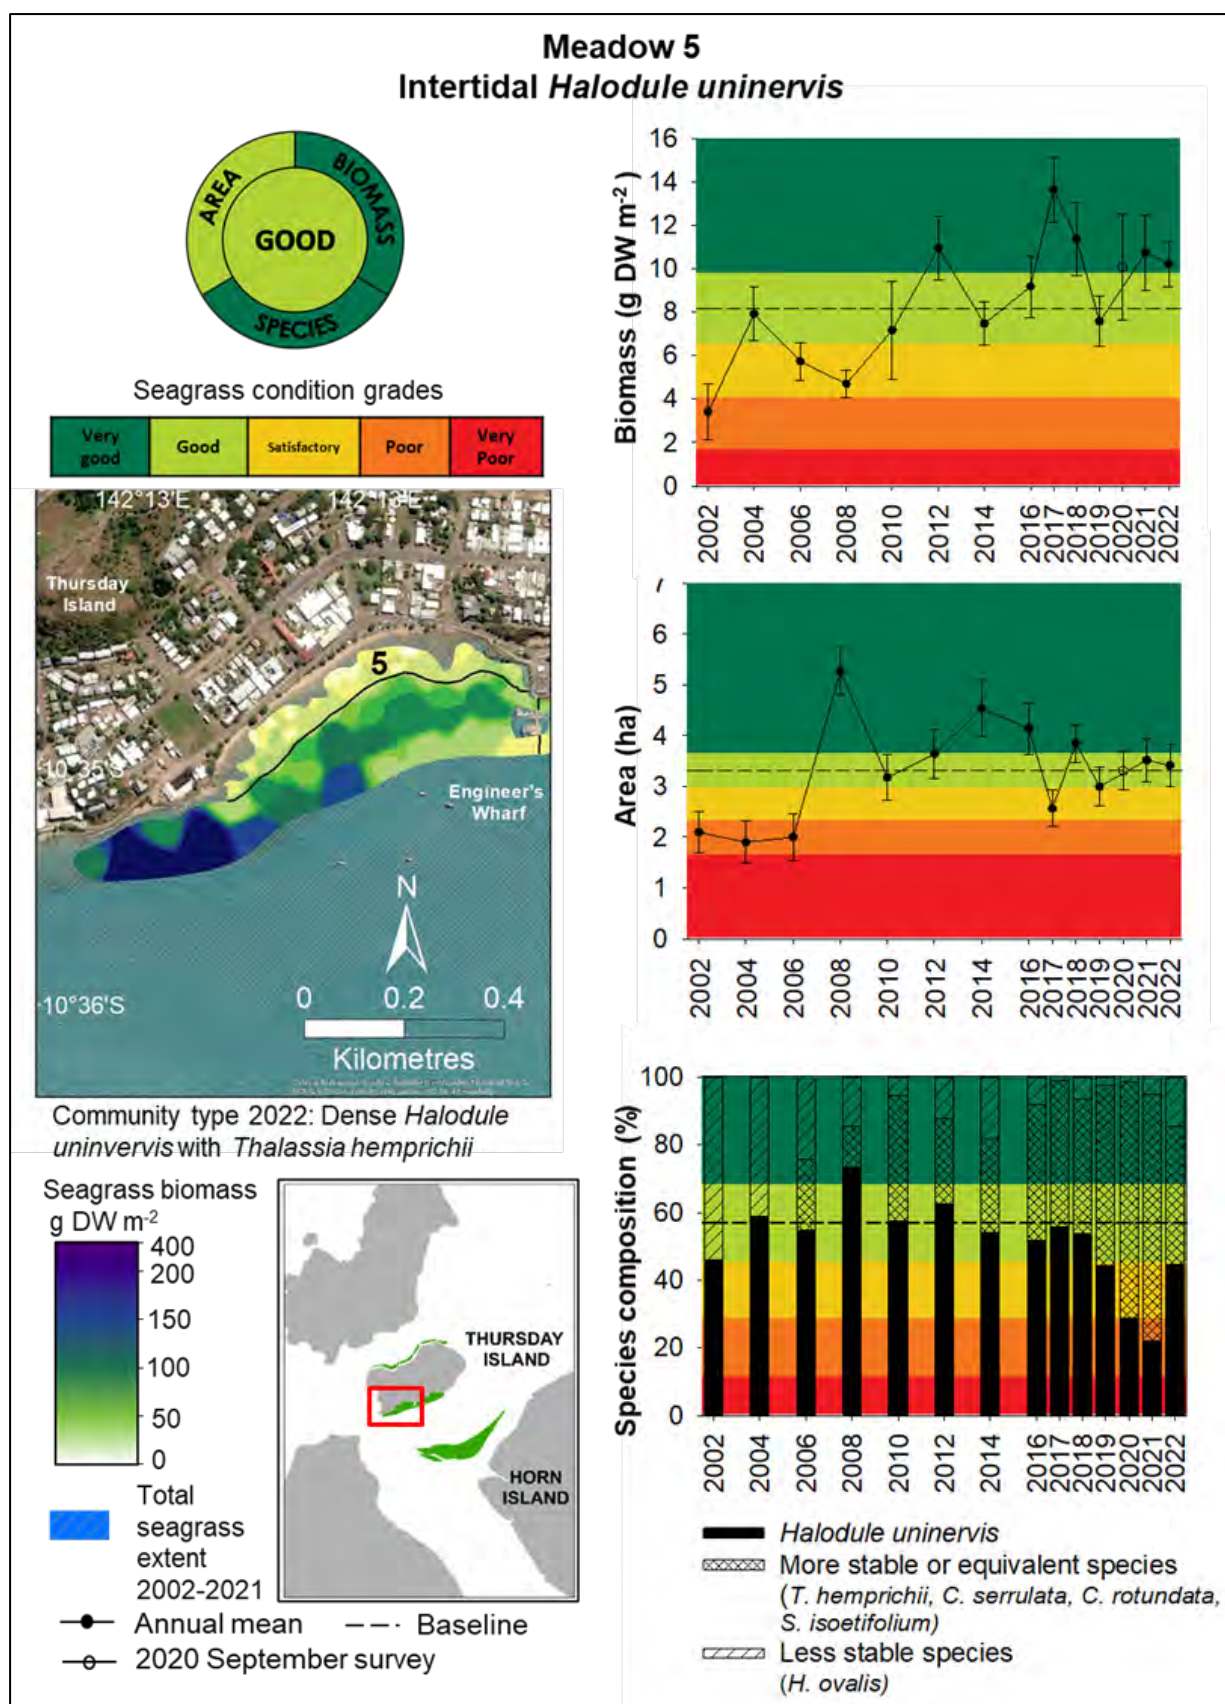 Meadow 5
Intertidal Halodule uninervis
AREA
BIOMASS
SPECIES
GOOD
Seagrass condition grades
Very good
Good
Satisfactory
Poor
Very Poor
142°13'E
142°13'E
Thursday
Island
5
10°35'S
Engineer's
Wharf
N
10°36'S
0 0.2 0.4
Kilometres
Community type 2022: Dense Halodule
uninvervis with Thalassia hemprichii
Seagrass biomass
g DW m-2
400
200
150
100
50
0
Total
seagrass
extent
2002-2021
THURSDAY
ISLAND
HORN
ISLAND
Annual mean
Baseline
2020 September survey
Biomass (g DW m-2 )
16
14
12
10
8
6
4
2
0
2002 2004 2006 2008 2010 2012 2014 2016 2017 2018 2019 2020 2021 2022
Area (ha)
7
6
5
4
3
2
1
0
2002 2004 2006 2008 2010 2012 2014 2016 2017 2018 2019 2020 2021 2022
Species composition (%)
100
80
60
40
20
0
2002 2004 2006 2008 2010 2012 2014 2016 2017 2018 2019 2020 2021 2022
Halodule uninervis
More stable or equivalent species
(T. hemprichii, C. serrulata, C. rotundata,
S. isoetifolium)
Less stable species
(H. ovalis)